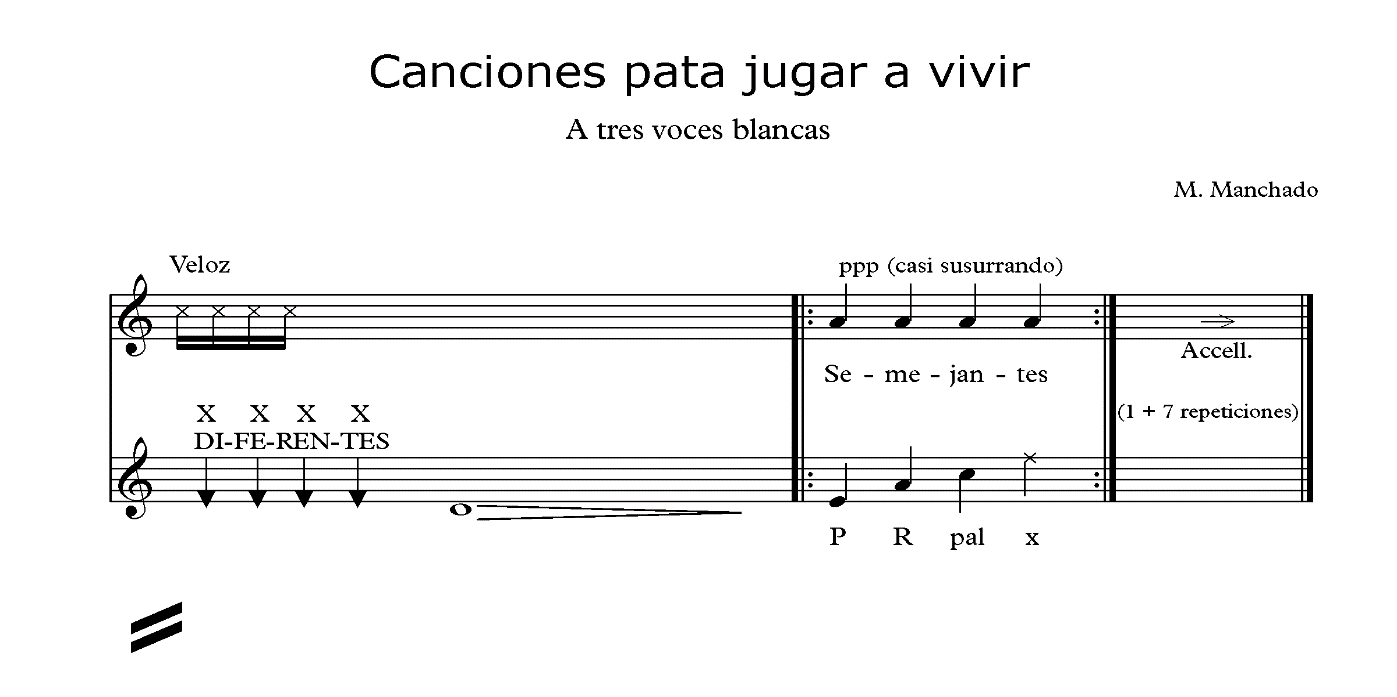 Canciones pata jugar a vivir
A tres voces blancas
M. Manchado
Veloz
ppp (casi susurrando)
Accell.
Se - me - jan - tes
X X X X
(1 + 7 repeticiones)
DI-FE-REN-TES
P R pal x